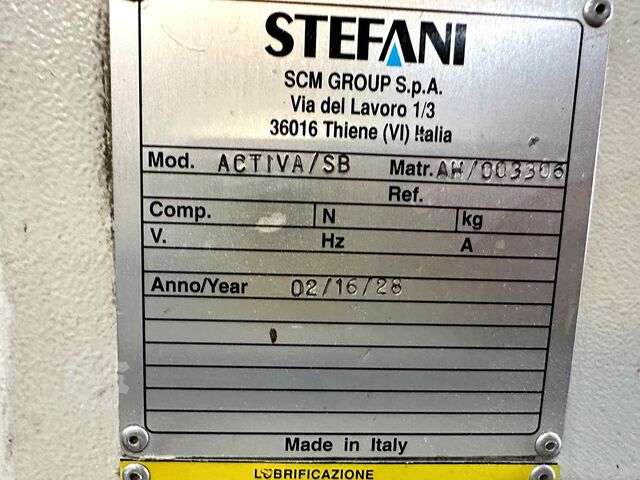 STEFANI
SCM GROUP S.p.A.
Via del Lavoro 1/3
36016 Thiene (VI) Italia
Mod. ACTIVA/SB Matr. AH/003306
Ref.
Comp. N kg
V. Hz A
Anno/Year 02/16/28
Made in Italy
LUBRIFICAZIONE